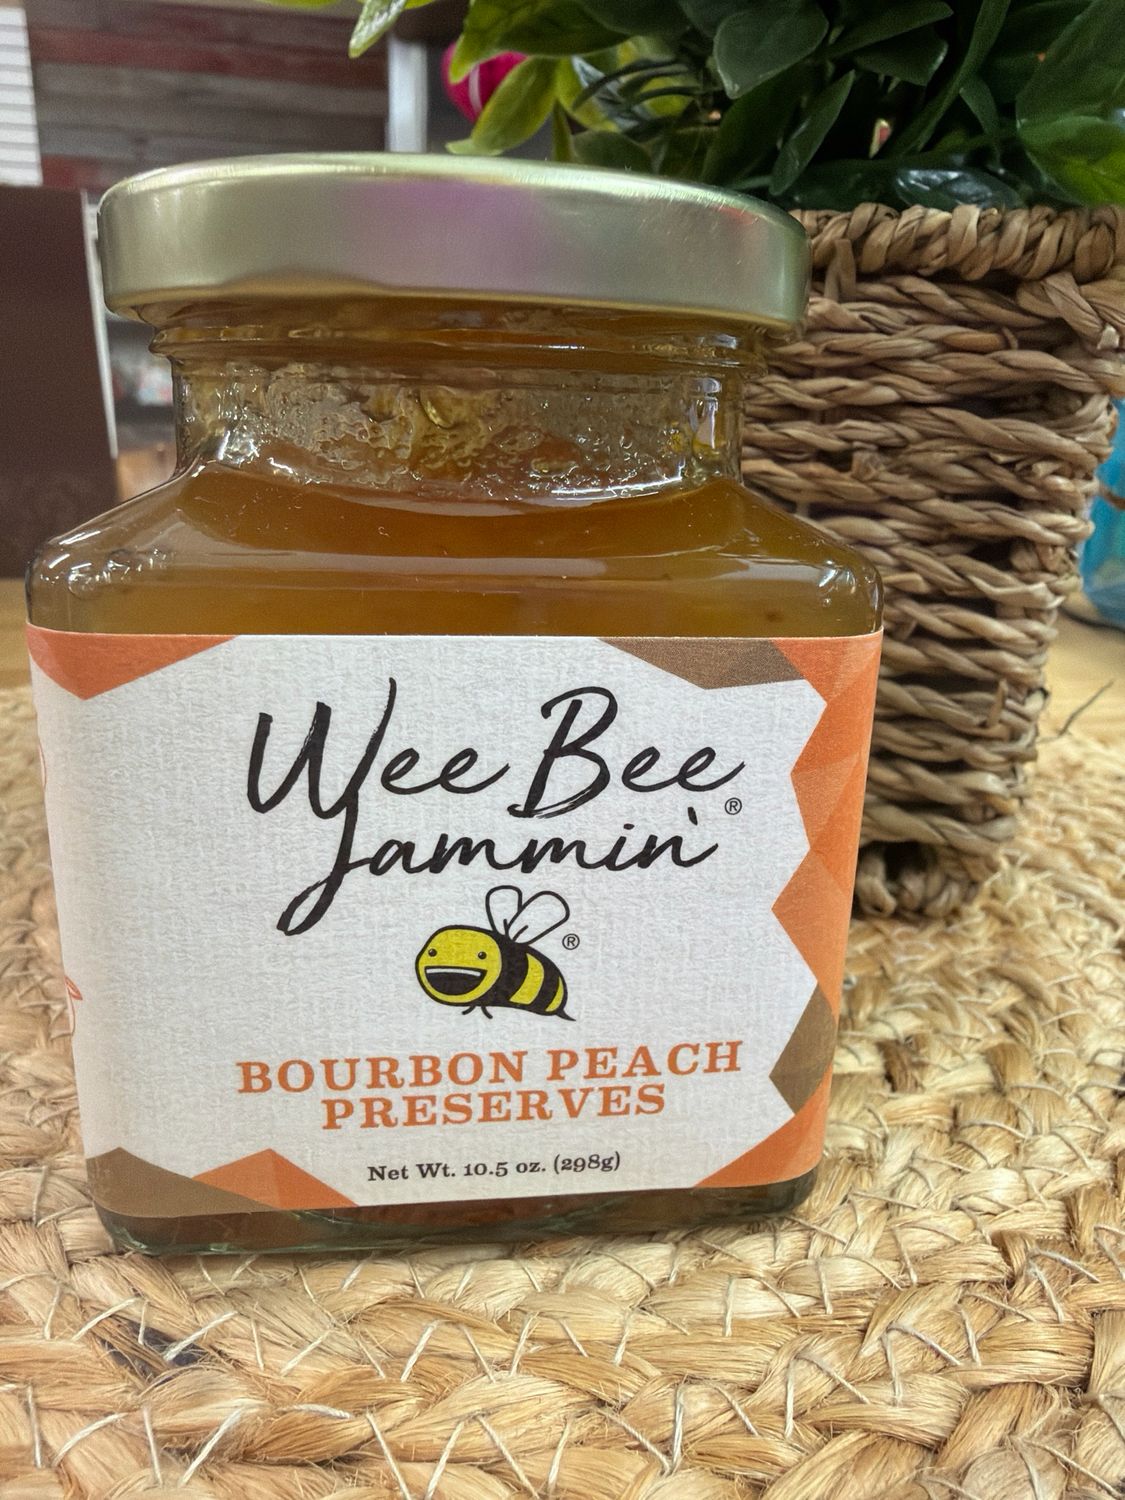 Wee Bee ®
Jammin'
®
BOURBON PEACH
PRESERVES
Net Wt. 10.5 oz. (298g)